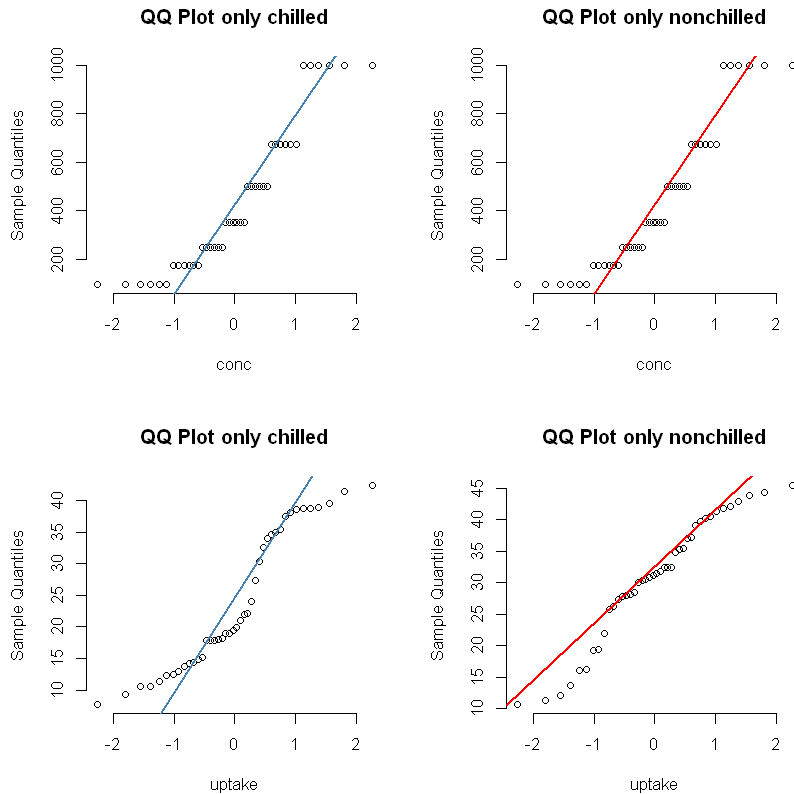 QQ Plot only chilled
Sample Quantiles
1000
800
600
400
200
-2 -1 0 1 2
conc
QQ Plot only nonchilled
Sample Quantiles
1000
800
600
400
200
-2 -1 0 1 2
conc
QQ Plot only chilled
Sample Quantiles
40
35
30
25
20
15
10
-2 -1 0 1 2
uptake
QQ Plot only nonchilled
Sample Quantiles
45
40
35
30
25
20
15
10
-2 -1 0 1 2
uptake